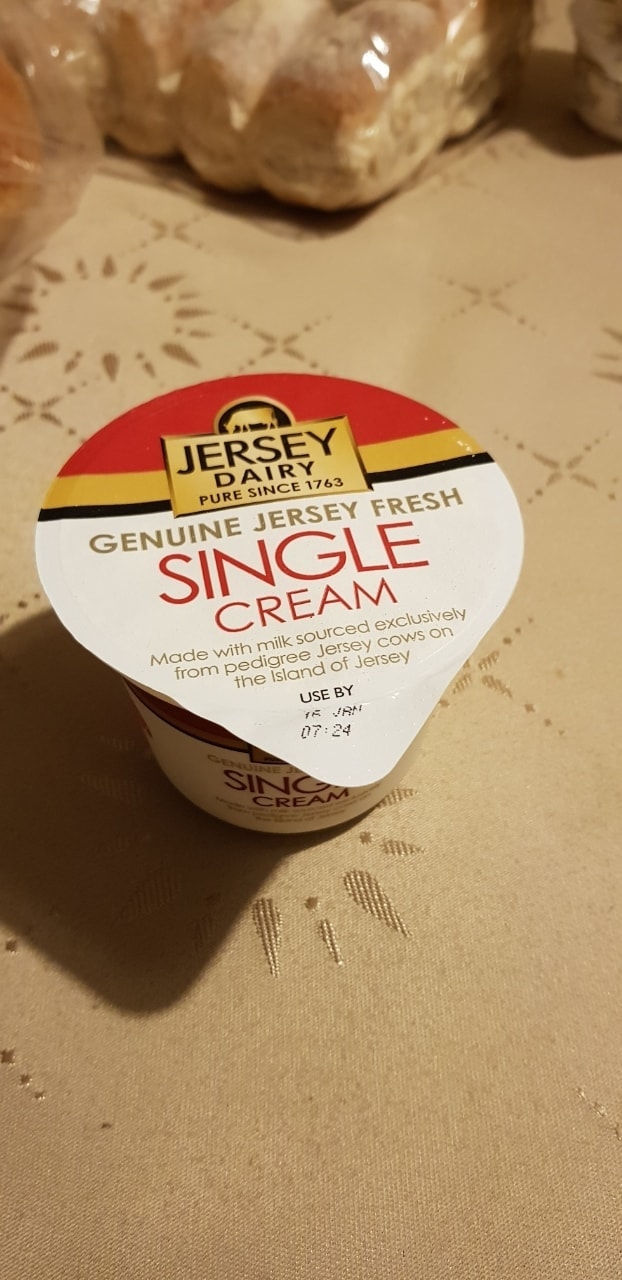 JERSEY
DAIRY
PURE SINCE 1763
GENUINE JERSEY FRESH
SINGLE
CREAM
Made with milk sourced exclusively
from pedigree Jersey cows on
the Island of Jersey
USE BY
JAN
07:24
GENUINE
CREAM